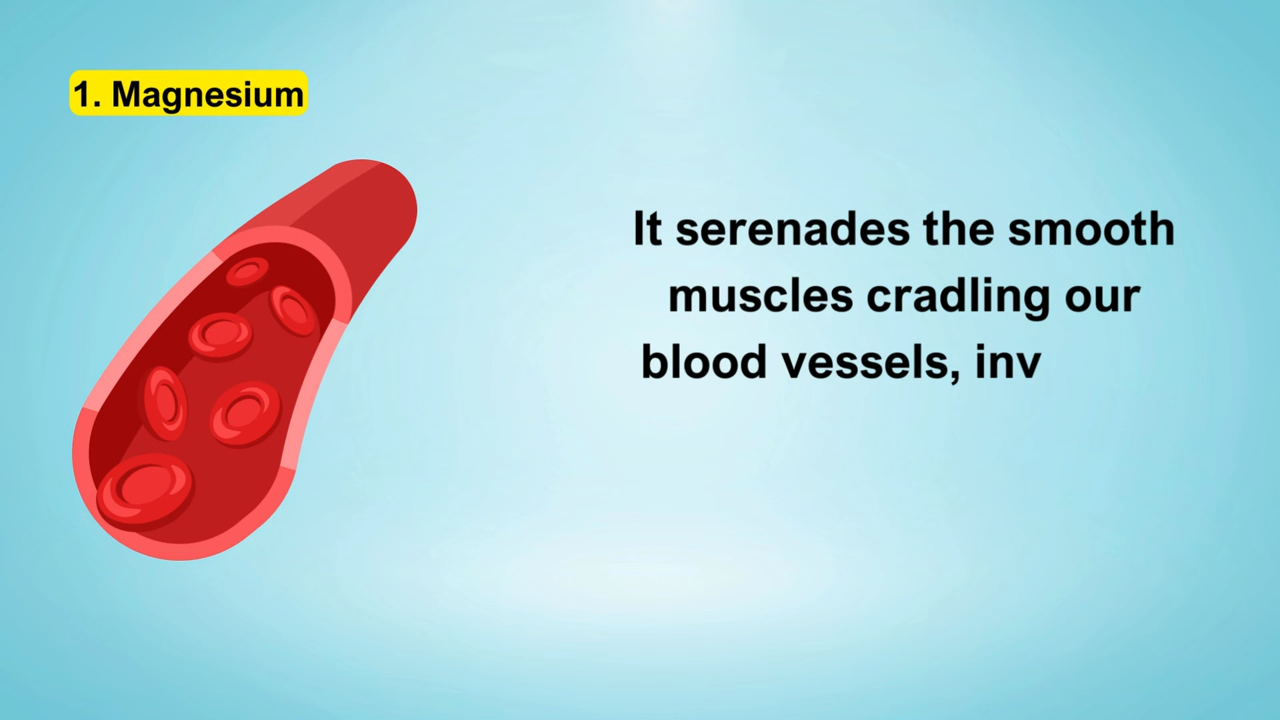 1. Magnesium
It serenades the smooth
muscles cradling our
blood vessels, inv